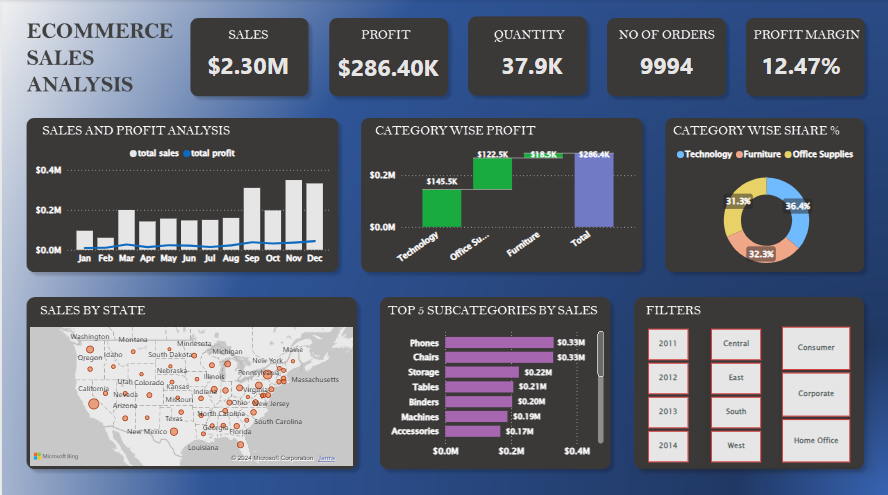 ECOMMERCE
SALES
ANALYSIS
SALES
$2.30M
PROFIT
$286.40K
QUANTITY
37.9K
NO OF ORDERS
9994
PROFIT MARGIN
12.47%
SALES AND PROFIT ANALYSIS
total sales total profit
$0.4M
$0.2M
$0.0M
Jan Feb Mar Apr May Jun Jul Aug Sep Oct Nov Dec
CATEGORY WISE PROFIT
$0.2M
$0.0M
$145.5K
$122.5K
$18.5K
$286.4K
Technology
Office Su...
Furniture
Total
CATEGORY WISE SHARE %
Technology Furniture Office Supplies
31.3%
36.4%
32.3%
SALES BY STATE
Washington
Montana
Minnesota
Maine
Oregon
Idaho
South Dakota
Michigan
New York
Nebraska
Pennsylvania
Utah
Colorado
Illinois
Massachusetts
California
Nevada
Kansas
Indiana
Virginia
Missouri
Ohio
New Jersey
Arizona
North Carolina
Texas
South Carolina
New Mexico
Georgia
Florida
Louisiana
Microsoft Bing
© 2024 Microsoft Corporation Terms
TOP 5 SUBCATEGORIES BY SALES
Phones $0.33M
Chairs $0.33M
Storage $0.22M
Tables $0.21M
Binders $0.20M
Machines $0.19M
Accessories $0.17M
$0.0M $0.2M $0.4M
FILTERS
2011
2012
2013
2014
Central
East
South
West
Consumer
Corporate
Home Office